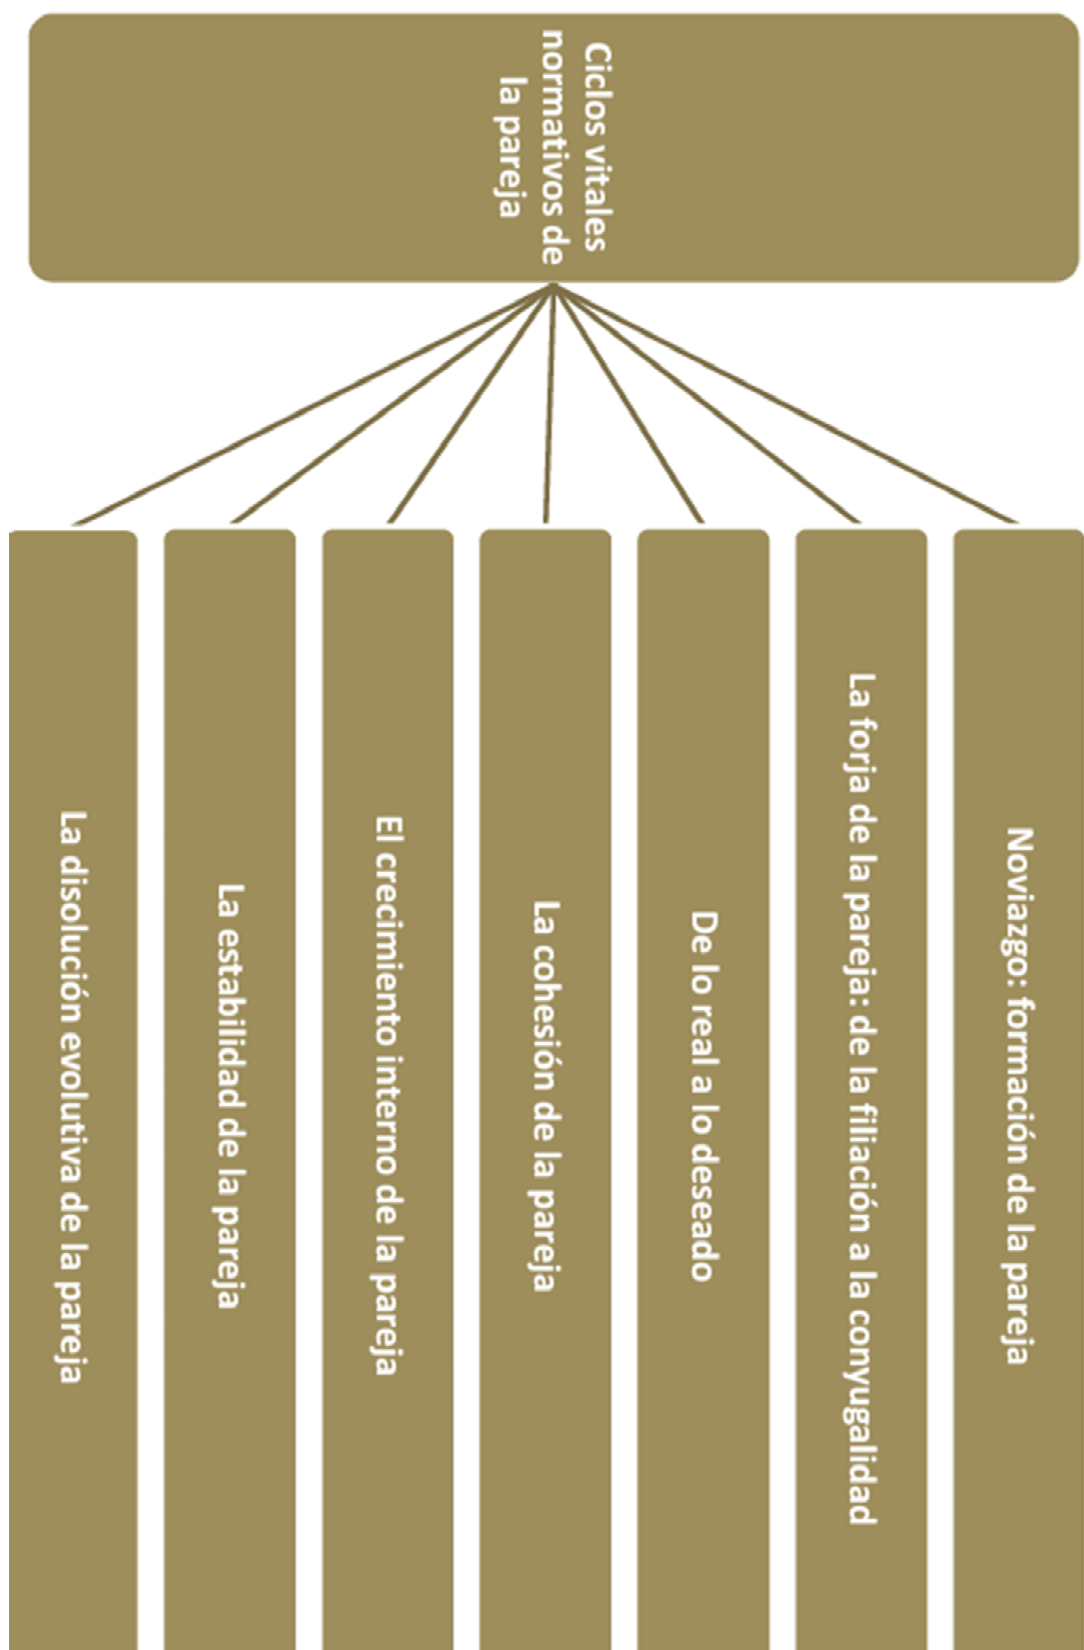 Ciclos vitales
normativos de
la pareja
Noviazgo: formación de la pareja
La forja de la pareja: de la filiación a la conyugalidad
De lo real a lo deseado
La cohesión de la pareja
El crecimiento interno de la pareja
La estabilidad de la pareja
La disolución evolutiva de la pareja